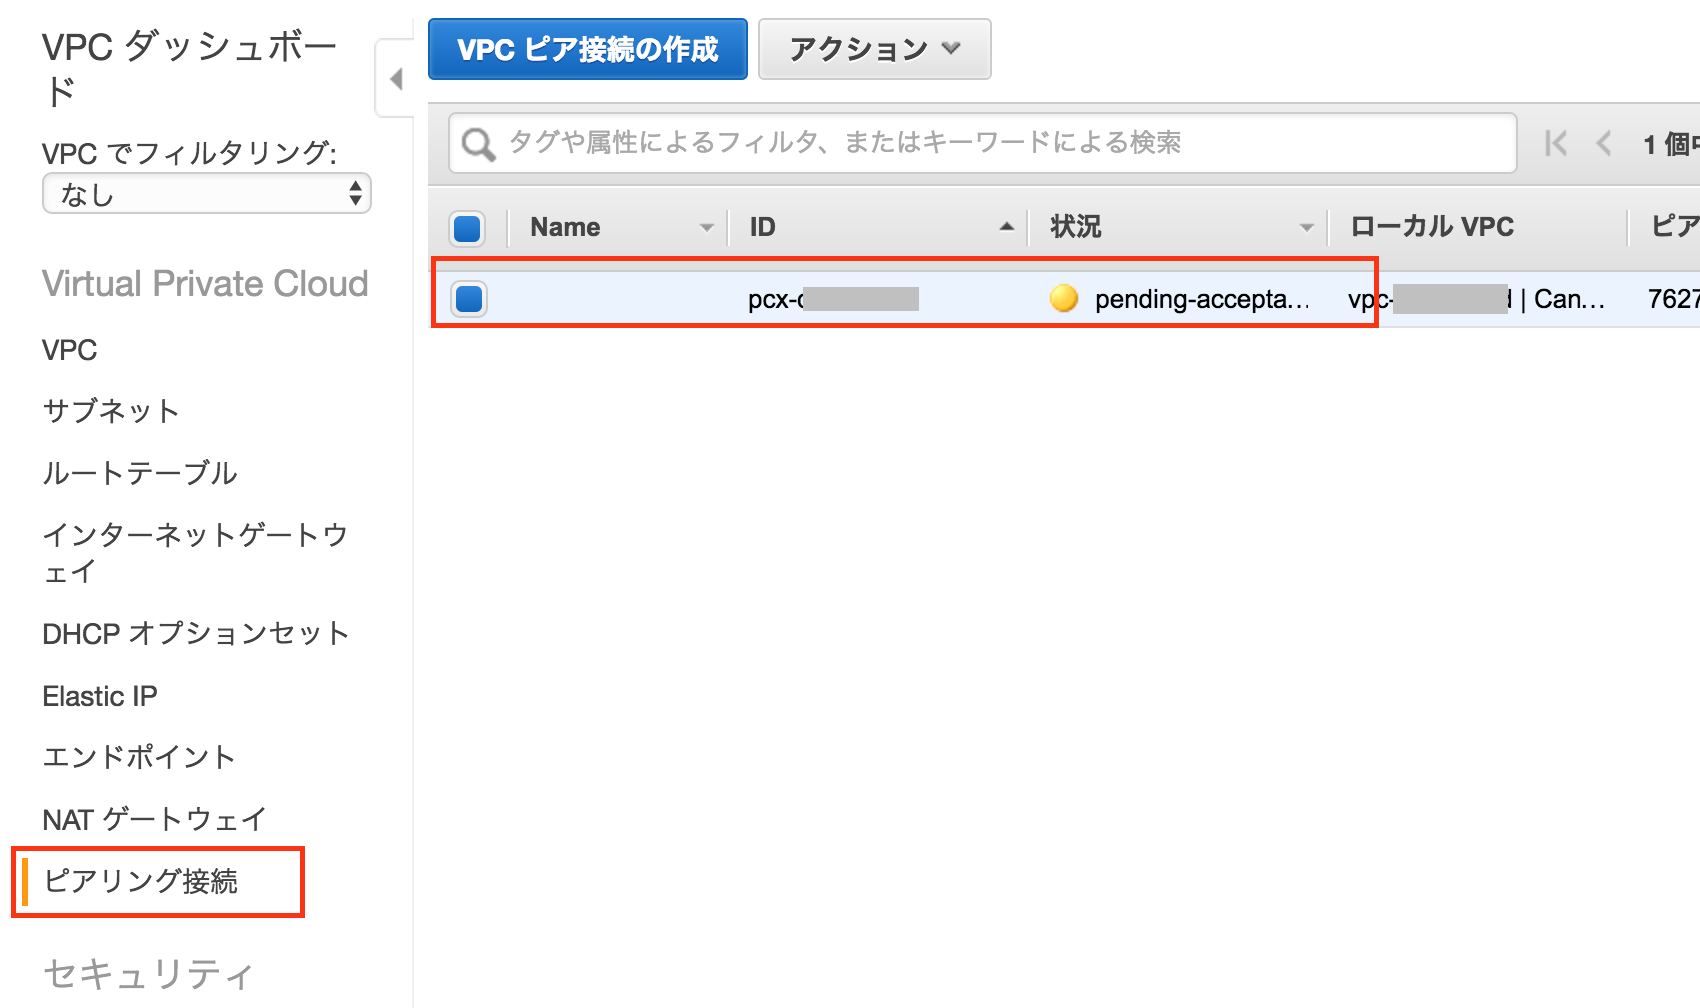 VPC ダッシュボー
ド
VPC でフィルタリング:
なし
Virtual Private Cloud
VPC
サブネット
ルートテーブル
インターネットゲートウ
ェイ
DHCP オプションセット
Elastic IP
エンドポイント
NAT ゲートウェイ
ピアリング接続
セキュリティ
VPC ピア接続の作成 アクション
タグや属性によるフィルタ、またはキーワードによる検索 1 個中
Name ID 状況 ローカル VPC ピア
pcx- pending-accepta... vpc- | Can... 7627